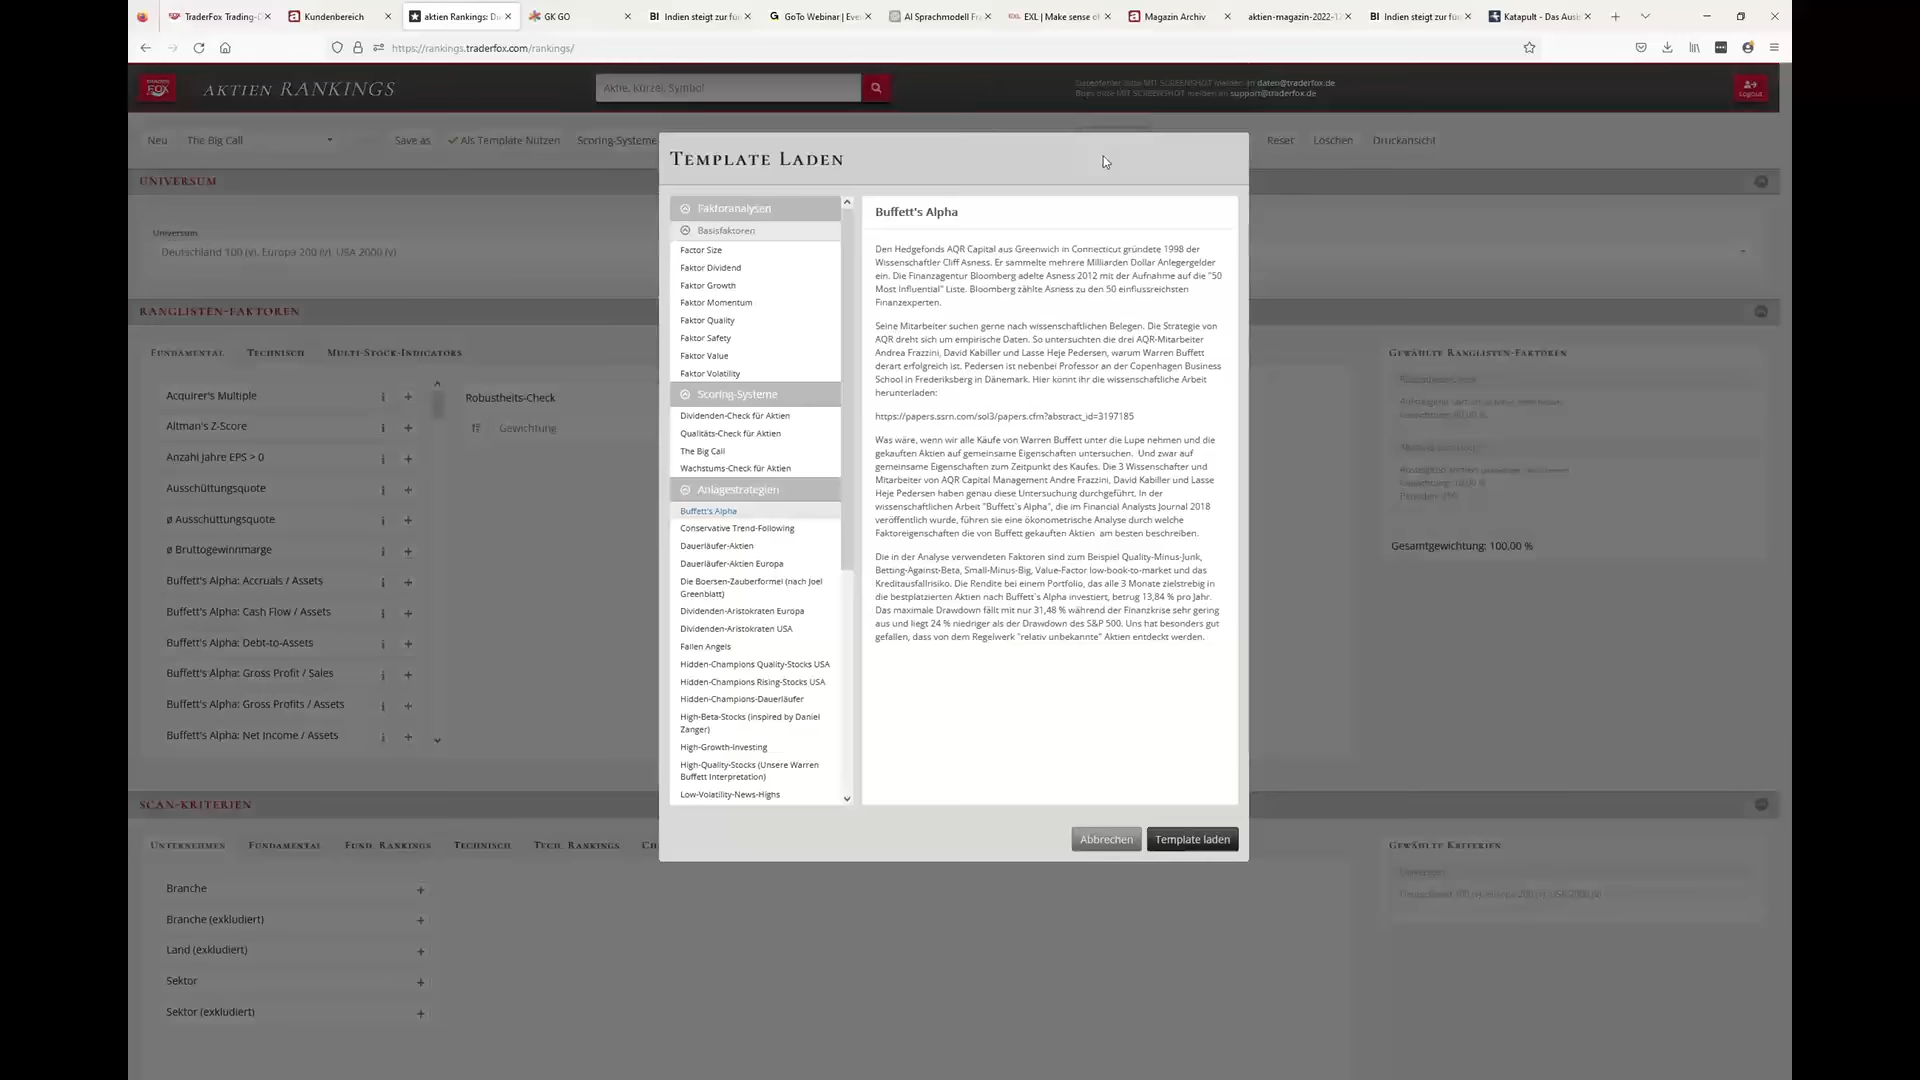 TraderFox Trading-D
Kundenbereich
aktien Rankings: Di
GK GO
BI Indien steigt zur fü
GoTo Webinar | Eve
AI Sprachmodell Fr
EXL | Make sense o
Magazin Archiv
aktien-magazin-2022-12
BI Indien steigt zur fü
Katapult - Das Aus
https://rankings.traderfox.com/rankings/
AKTIEN RANKINGS
Aktie, Kürzel, Symbol
Datenfehler bitte MIT SCREENSHOT melden an daten@traderfox.de
Bugs bitte MIT SCREENSHOT melden an support@traderfox.de
Logout
Neu
The Big Call
Save as
Als Template Nutzen
Scoring-Systeme
Reset
Löschen
Druckansicht
UNIVERSUM
Universum
Deutschland 100 (v), Europa 200 (v), USA 2000 (v)
RANGLISTEN-FAKTOREN
FUNDAMENTAL
TECHNISCH
MULTI-STOCK-INDICATORS
Acquirer's Multiple
Altman's Z-Score
Anzahl Jahre EPS > 0
Ausschüttungsquote
ø Ausschüttungsquote
ø Bruttogewinnmarge
Buffett's Alpha: Accruals / Assets
Buffett's Alpha: Cash Flow / Assets
Buffett's Alpha: Debt-to-Assets
Buffett's Alpha: Gross Profit / Sales
Buffett's Alpha: Gross Profits / Assets
Buffett's Alpha: Net Income / Assets
Robustheits-Check
Gewichtung
GEWÄHLTE RANGLISTEN-FAKTOREN
Gesamtgewichtung: 100,00 %
TEMPLATE LADEN
Faktoranalysen
Basisfaktoren
Factor Size
Faktor Dividend
Faktor Growth
Faktor Momentum
Faktor Quality
Faktor Safety
Faktor Value
Faktor Volatility
Scoring-Systeme
Dividenden-Check für Aktien
Qualitäts-Check für Aktien
The Big Call
Wachstums-Check für Aktien
Anlagestrategien
Buffett's Alpha
Conservative Trend-Following
Dauerläufer-Aktien
Dauerläufer-Aktien Europa
Die Boersen-Zauberformel (nach Joel
Greenblatt)
Dividenden-Aristokraten Europa
Dividenden-Aristokraten USA
Fallen Angels
Hidden-Champions Quality-Stocks USA
Hidden-Champions Rising-Stocks USA
Hidden-Champions-Dauerläufer
High-Beta-Stocks (inspired by Daniel
Zanger)
High-Growth-Investing
High-Quality-Stocks (Unsere Warren
Buffett Interpretation)
Low-Volatility-News-Highs
Buffett's Alpha
Den Hedgefonds AQR Capital aus Greenwich in Connecticut gründete 1998 der
Wissenschaftler Cliff Asness. Er sammelte mehrere Milliarden Dollar Anlegergelder
ein. Die Finanzagentur Bloomberg adelte Asness 2012 mit der Aufnahme auf die "50
Most Influential" Liste. Bloomberg zählte Asness zu den 50 einflussreichsten
Finanzexperten.
Seine Mitarbeiter suchen gerne nach wissenschaftlichen Belegen. Die Strategie von
AQR dreht sich um empirische Daten. So untersuchten die drei AQR-Mitarbeiter
Andrea Frazzini, David Kabiller und Lasse Heje Pedersen, warum Warren Buffett
derart erfolgreich ist. Pedersen ist nebenbei Professor an der Copenhagen Business
School in Frederiksberg in Dänemark. Hier könnt ihr die wissenschaftliche Arbeit
herunterladen:
https://papers.ssrn.com/sol3/papers.cfm?abstract_id=3197185
Was wäre, wenn wir alle Käufe von Warren Buffett unter die Lupe nehmen und die
gekauften Aktien auf gemeinsame Eigenschaften untersuchen. Und zwar auf
gemeinsame Eigenschaften zum Zeitpunkt des Kaufes. Die 3 Wissenschafter und
Mitarbeiter von AQR Capital Management Andre Frazzini, David Kabiller und Lasse
Heje Pedersen haben genau diese Untersuchung durchgeführt. In der
wissenschaftlichen Arbeit "Buffett`s Alpha", die im Financial Analysts Journal 2018
veröffentlich wurde, führen sie eine ökonometrische Analyse durch welche
Faktoreigenschaften die von Buffett gekauften Aktien am besten beschreiben.
Die in der Analyse verwendeten Faktoren sind zum Beispiel Quality-Minus-Junk,
Betting-Against-Beta, Small-Minus-Big, Value-Factor low-book-to-market und das
Kreditausfallrisiko. Die Rendite bei einem Portfolio, das alle 3 Monate zielstrebig in
die bestplatzierten Aktien nach Buffett`s Alpha investiert, betrug 13,84 % pro Jahr.
Das maximale Drawdown fällt mit nur 31,48 % während der Finanzkrise sehr gering
aus und liegt 24 % niedriger als der Drawdown des S&P 500. Uns hat besonders gut
gefallen, dass von dem Regelwerk "relativ unbekannte" Aktien entdeckt werden.
Abbrechen
Template laden
SCAN-KRITERIEN
UNTERNEHMEN
FUNDAMENTAL
FUND. RANKINGS
TECHNISCH
TECH. RANKINGS
Branche
Branche (exkludiert)
Land (exkludiert)
Sektor
Sektor (exkludiert)
GEWÄHLTE KRITERIEN
Universum